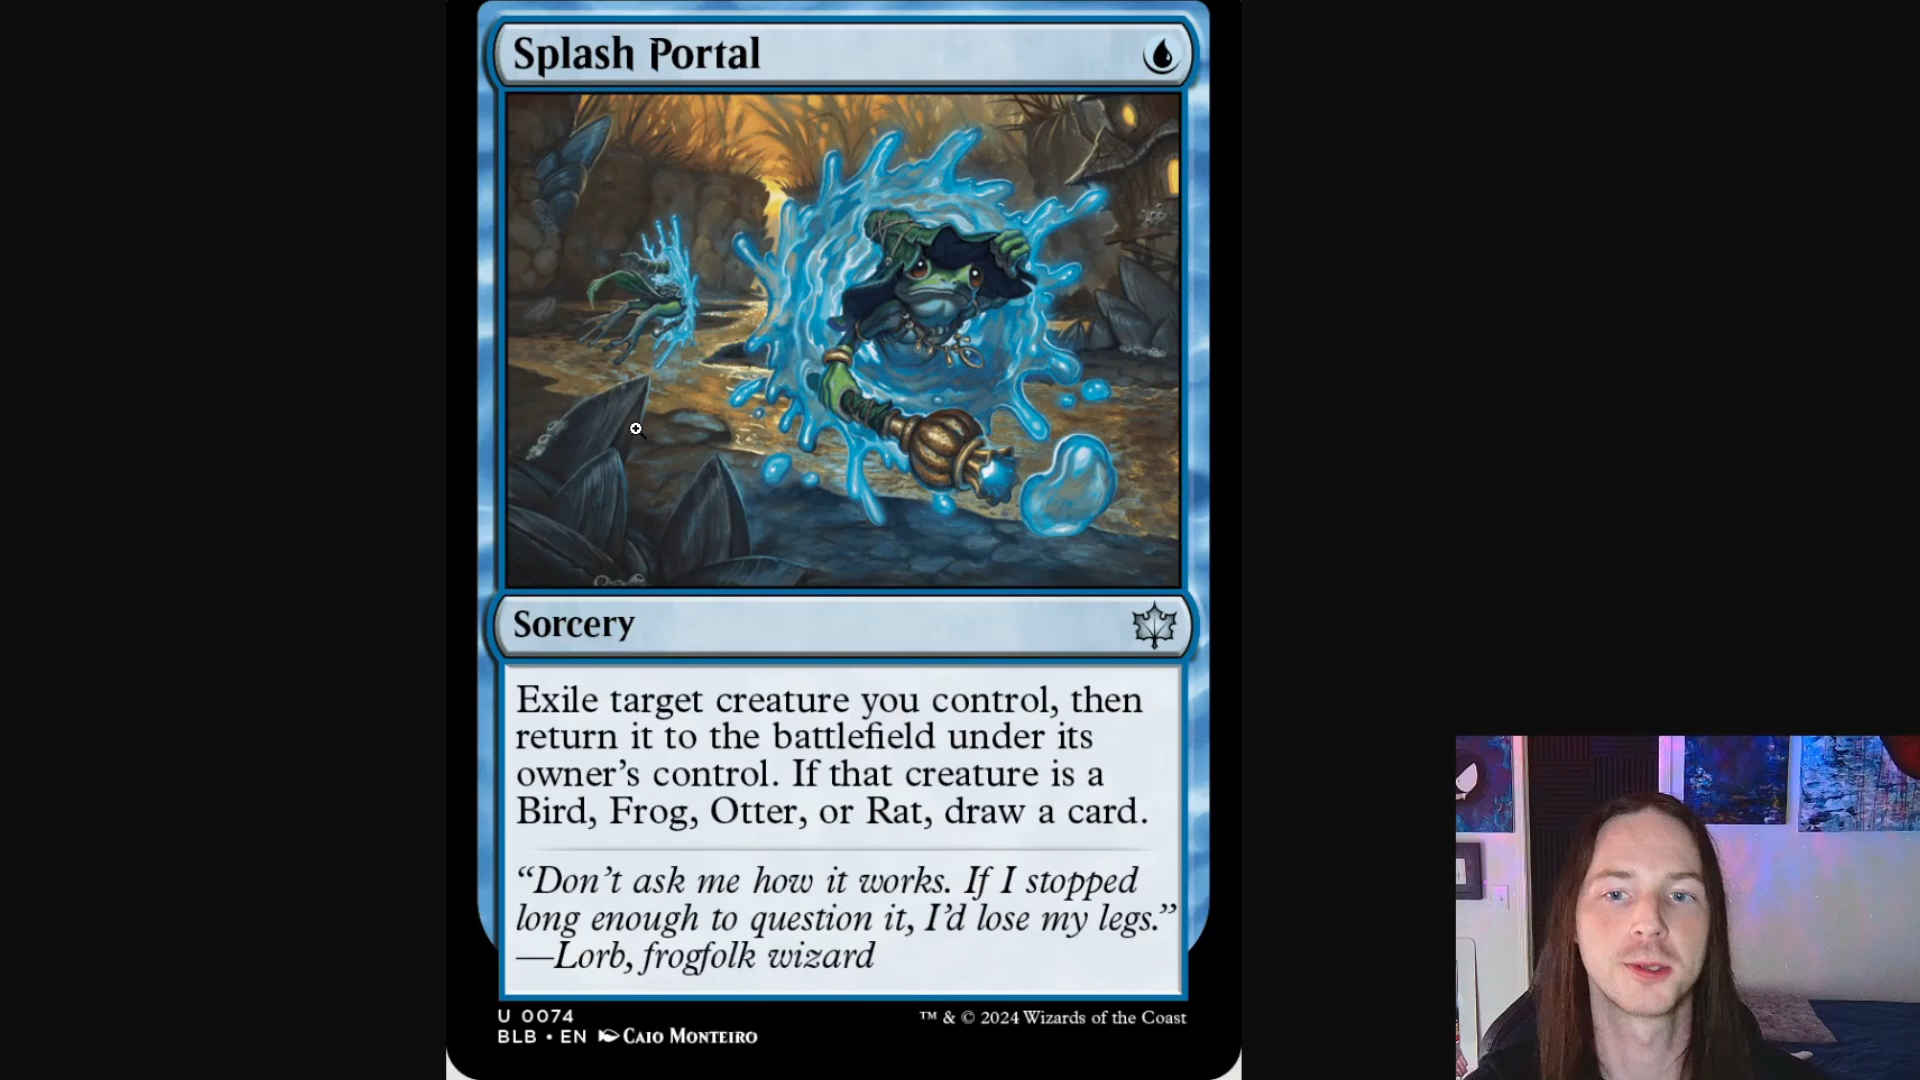 Splash Portal
Sorcery
Exile target creature you control, then
return it to the battlefield under its
owner's control. If that creature is a
Bird, Frog, Otter, or Rat, draw a card.
“Don't ask me how it works. If I stopped
long enough to question it, I'd lose my legs.”
—Lorb, frogfolk wizard
U 0074
BLB • EN CAIO MONTEIRO
™ & © 2024 Wizards of the Coast